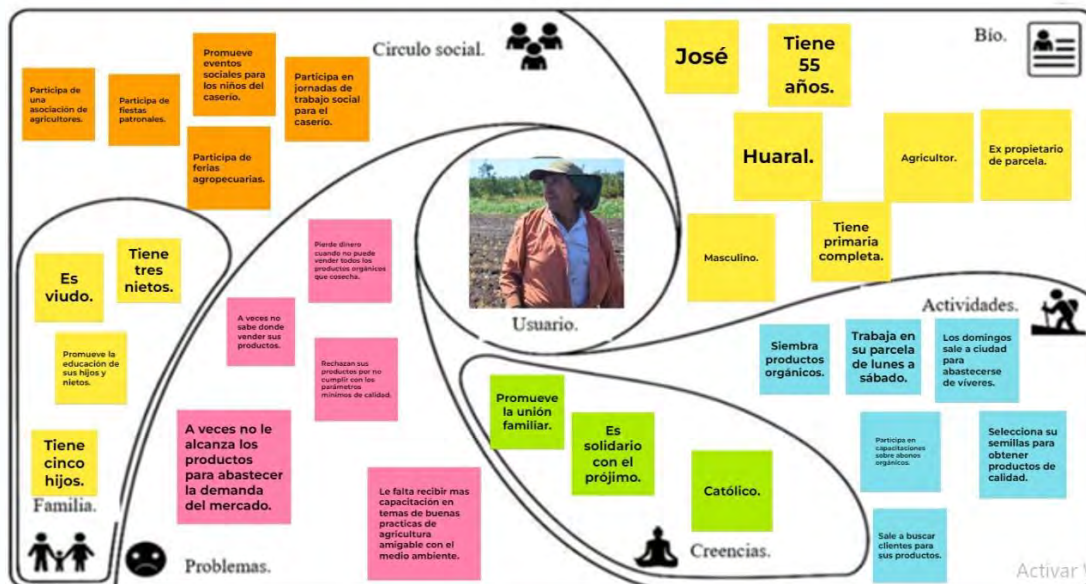 Circulo social.
Promueve
eventos
sociales para
los niños del
caserío.
Participa en
jornadas de
trabajo social
para el
caserío.
Participa de
una
asociación de
agricultores.
Participa de
fiestas
patronales.
Participa de
ferias
agropecuarias.
Bío.
José
Tiene
55
años.
Huaral.
Agricultor.
Ex propietario
de parcela.
Masculino.
Tiene
primaria
completa.
Usuario.
Es
viudo.
Tiene
tres
nietos.
Promueve la
educación de
sus hijos y
nietos.
Tiene
cinco
hijos.
Familia.
Pierde dinero
cuando no puede
vender todos los
productos orgánicos
que cosecha.
A veces no
sabe donde
vender sus
productos.
Rechazan sus
productos por no
cumplir con los
parámetros
mínimos de calidad.
A veces no le
alcanza los
productos
para abastecer
la demanda
del mercado.
Le falta recibir mas
capacitación en
temas de buenas
practicas de
agricultura
amigable con el
medio ambiente.
Problemas.
Promueve
la unión
familiar.
Es
solidario
con el
prójimo.
Católico.
Creencias.
Actividades.
Siembra
productos
orgánicos.
Trabaja en
su parcela
de lunes a
sábado.
Los domingos
sale a ciudad
para
abastecerse
de víveres.
Participa en
capacitaciones
sobre abonos
orgánicos.
Selecciona su
semillas para
obtener
productos de
calidad.
Sale a buscar
clientes para
sus productos.
Activar